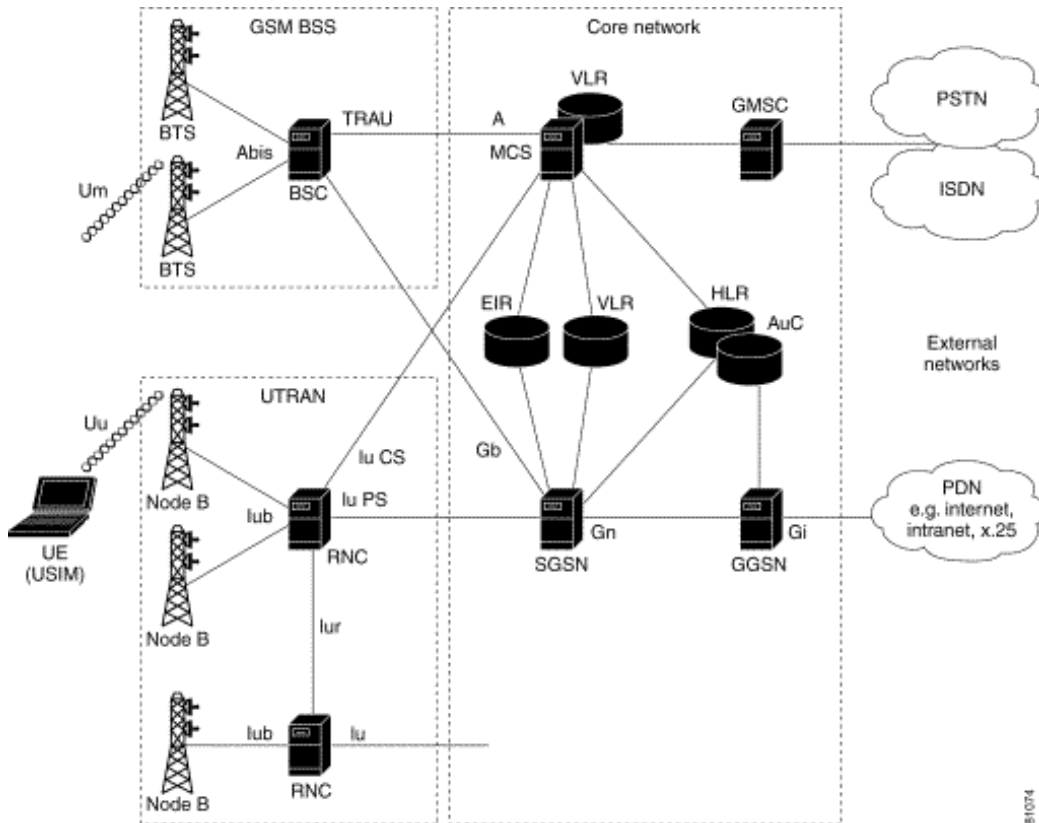 GSM BSS
Core network
VLR
GMSC
PSTN
BTS
TRAU
A
MCS
Abis
BSC
Um
ISDN
BTS
EIR
VLR
HLR
AuC
External
networks
UTRAN
Uu
Iu CS
Gb
Node B
Iu PS
PDN
e.g. internet,
intranet, x.25
Iub
Gn
Gi
UE
(USIM)
RNC
SGSN
GGSN
Node B
Iur
Iub
Iu
Node B
RNC
81074